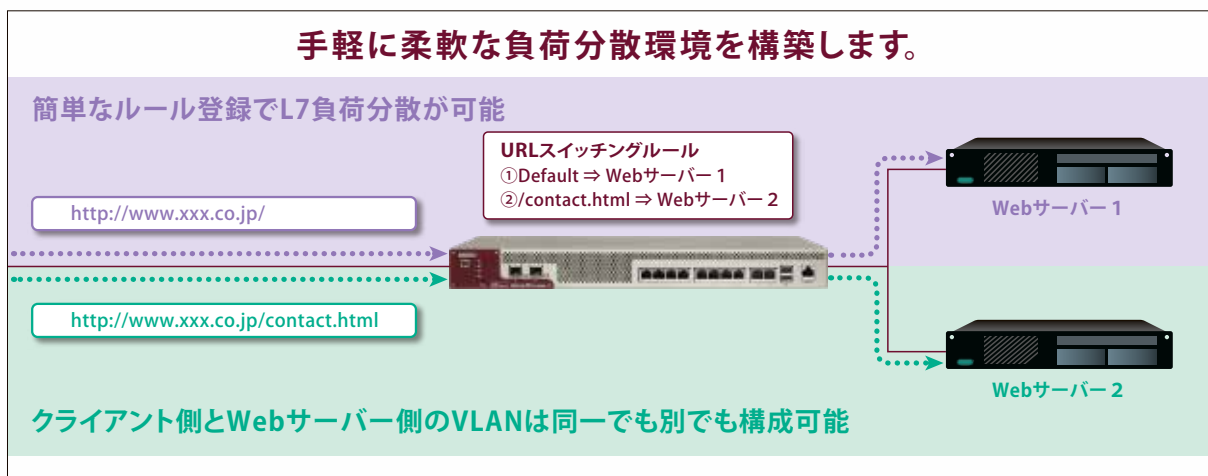 手軽に柔軟な負荷分散環境を構築します。
簡単なルール登録でL7負荷分散が可能
URLスイッチングルール
①Default ⇒ Webサーバー 1
②/contact.html ⇒ Webサーバー 2
http://www.xxx.co.jp/
Webサーバー 1
http://www.xxx.co.jp/contact.html
Webサーバー 2
クライアント側とWebサーバー側のVLANは同一でも別でも構成可能